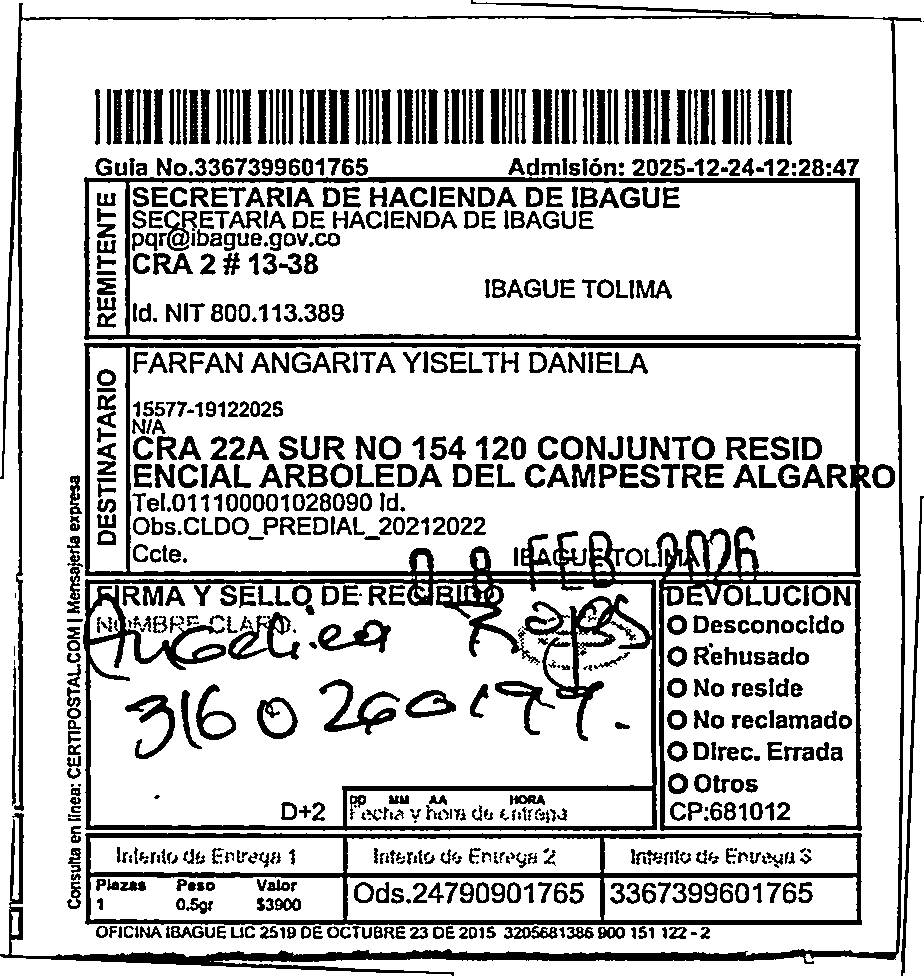 Guia No.3367399601765 Admisión: 2025-12-24-12:28:47
REMITENTE
SECRETARIA DE HACIENDA DE IBAGUE
SECRETARIA DE HACIENDA DE IBAGUE
pqr@ibague.gov.co
CRA 2 # 13-38
IBAGUE TOLIMA
Id. NIT 800.113.389
DESTINATARIO
FARFAN ANGARITA YISELTH DANIELA
15577-19122025
N/A
CRA 22A SUR NO 154 120 CONJUNTO RESID
ENCIAL ARBOLEDA DEL CAMPESTRE ALGARRO
Tel.011100001028090 Id.
Obs.CLDO_PREDIAL_20212022
Ccte. IBAGUE TOLIMA
FEB 2026
FIRMA Y SELLO DE RECIBIDO
NOMBRE CLARO.
Angelica
DEVOLUCION
Desconocido
Rehusado
No reside
No reclamado
Direc. Errada
Otros
CP:681012
D+2
DD MM AA HORA
Fecha y hora de entrega
Intento de Entrega 1 Intento de Entrega 2 Intento de Entrega 3
Plazas Peso Valor
1 0.5gr $3900
Ods.24790901765 3367399601765
OFICINA IBAGUE LIC 2519 DE OCTUBRE 23 DE 2015 3205681386 900 151 122 - 2
Consulta en linea: CERTIPOSTAL.COM | Mensajeria expresa